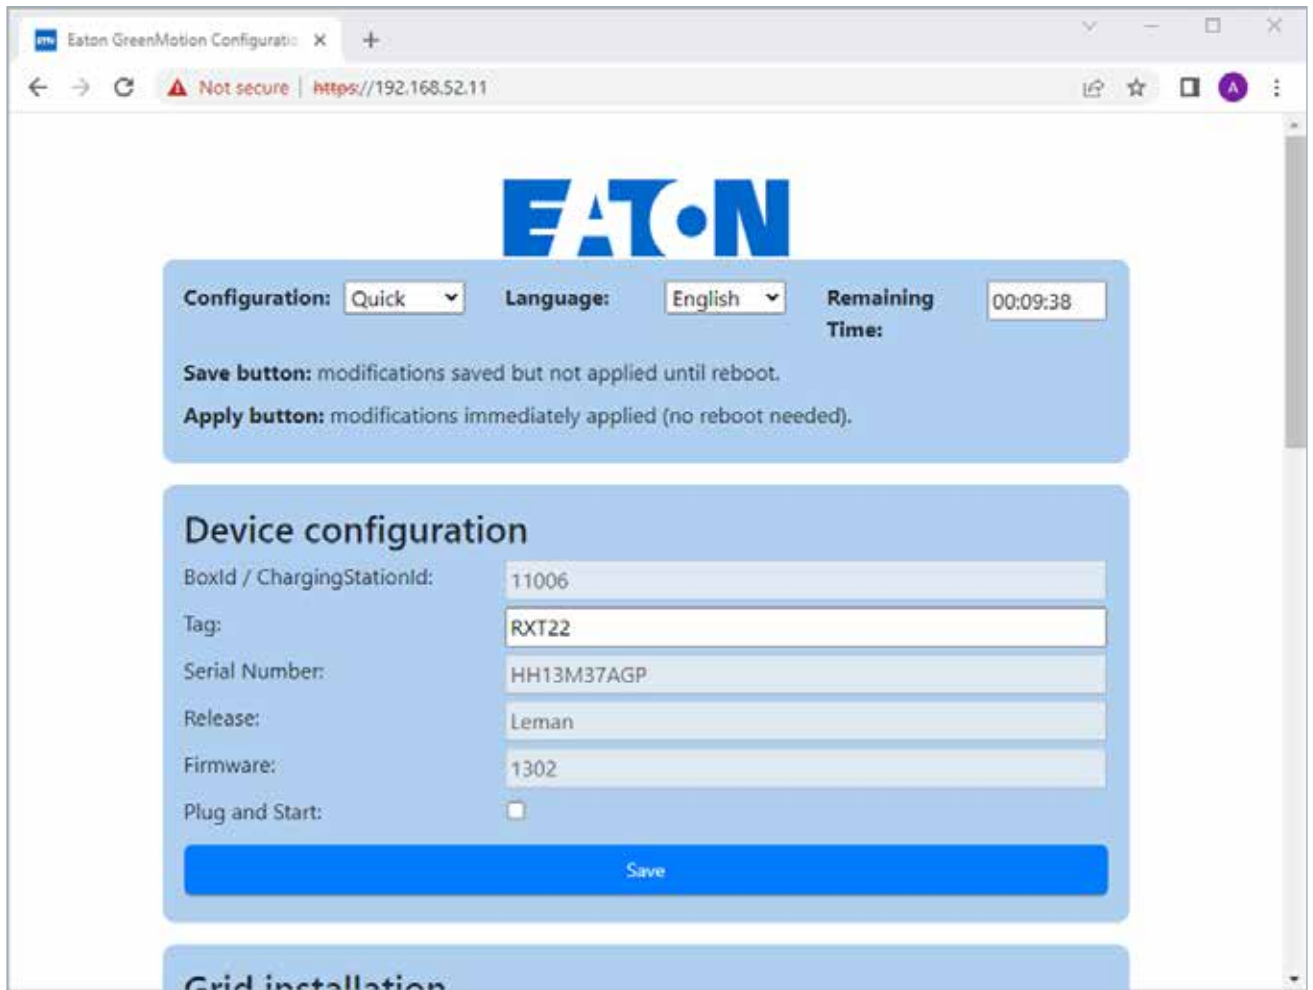 Eaton GreenMotion Configuratio
Not secure | https://192.168.52.11
A
EATON
Configuration: Quick Language: English Remaining Time: 00:09:38
Save button: modifications saved but not applied until reboot.
Apply button: modifications immediately applied (no reboot needed).
Device configuration
BoxId / ChargingStationId: 11006
Tag: RXT22
Serial Number: HH13M37AGP
Release: Leman
Firmware: 1302
Plug and Start:
Save
Grid installation